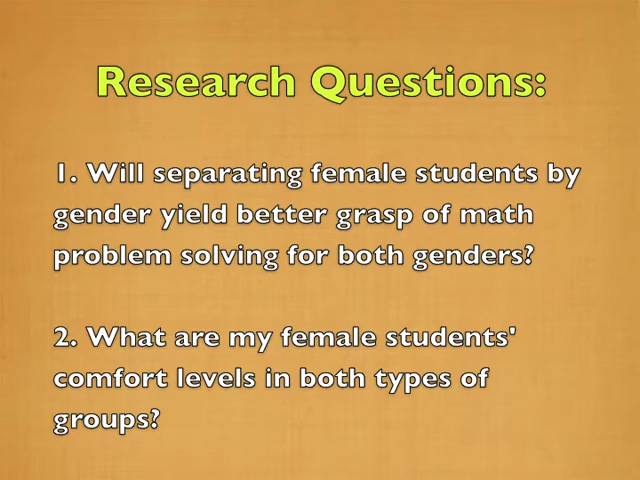 Research Questions:
1. Will separating female students by
gender yield better grasp of math
problem solving for both genders?
2. What are my female students'
comfort levels in both types of
groups?